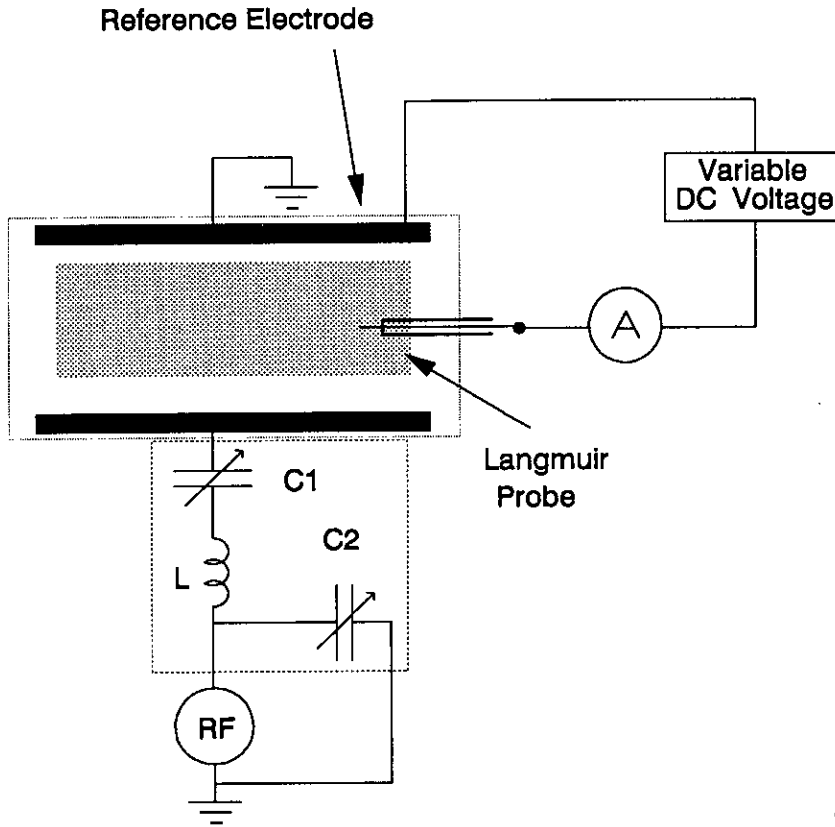 Reference Electrode
Variable
DC Voltage
A
Langmuir
Probe
C1
C2
L
RF